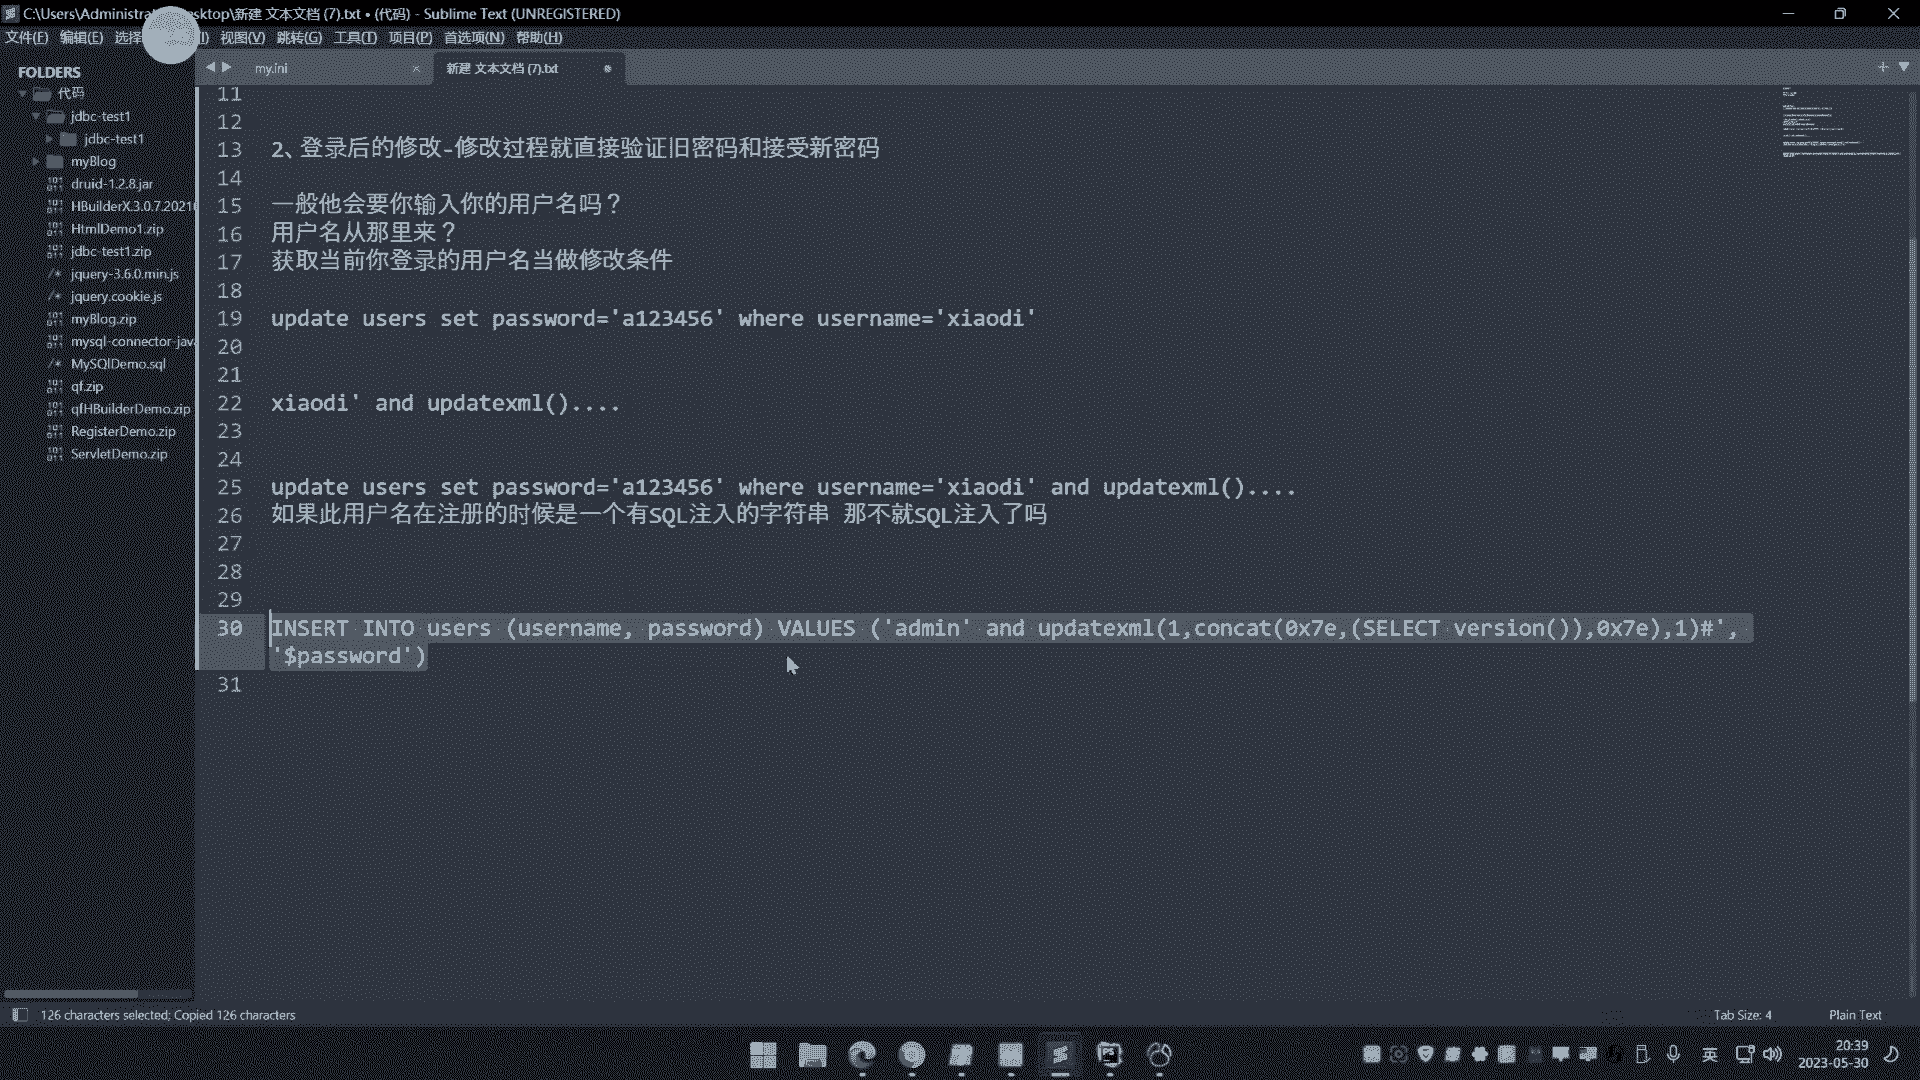 C:\Users\Administrat
sktop\新建 文本文档 (7).txt • (代码) - Sublime Text (UNREGISTERED)
文件(F) 编辑(E) 选择 视图(V) 跳转(G) 工具(T) 项目(P) 首选项(N) 帮助(H)
my.ini
新建 文本文档 (7).txt
FOLDERS
代码
jdbc-test1
jdbc-test1
myBlog
druid-1.2.8.jar
HBuilderX.3.0.7.2021
HtmlDemo1.zip
jdbc-test1.zip
jquery-3.6.0.min.js
jquery.cookie.js
myBlog.zip
mysql-connector-java
MySQlDemo.sql
qf.zip
qfHBuilderDemo.zip
RegisterDemo.zip
ServletDemo.zip
11
12
13 2、登录后的修改-修改过程就直接验证旧密码和接受新密码
14
15 一般他会要你输入你的用户名吗？
16 用户名从那里来？
17 获取当前你登录的用户名当做修改条件
18
19 update users set password='a123456' where username='xiaodi'
20
21
22 xiaodi' and updatexml()....
23
24
25 update users set password='a123456' where username='xiaodi' and updatexml()....
26 如果此用户名在注册的时候是一个有SQL注入的字符串 那不就SQL注入了吗
27
28
29
30 INSERT INTO users (username, password) VALUES ('admin' and updatexml(1,concat(0x7e,(SELECT version()),0x7e),1)#',
'$password')
31
126 characters selected; Copied 126 characters
Tab Size: 4
Plain Text
英
20:39
2023-05-30